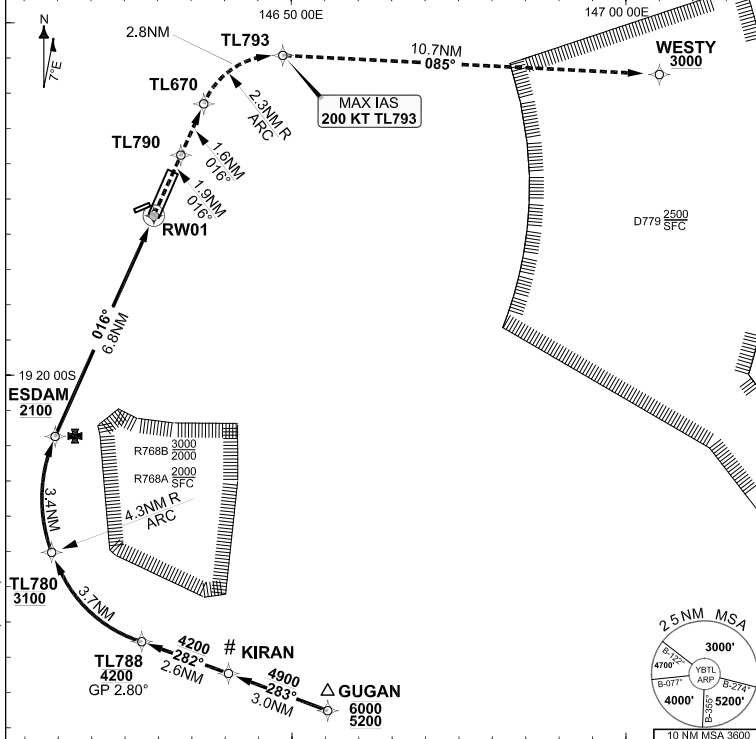 146 50 00E
147 00 00E
N
7°E
2.8NM
TL793
10.7NM
085°
WESTY
3000
TL670
MAX IAS
200 KT TL793
2.3NM R
ARC
TL790
1.6NM
016°
1.9NM
016°
D779 2500
SFC
RW01
016°
6.8NM
19 20 00S
ESDAM
2100
R768B 3000
2000
R768A 2000
SFC
3.4NM
4.3NM R
ARC
TL780
3100
3.7NM
25NM MSA
3000'
B-122°
4700'
YBTL
ARP
B-077°
B-274°
4000'
B-355°
5200'
10 NM MSA 3600
4200
282°
2.6NM
# KIRAN
TL788
4200
GP 2.80°
4900
283°
3.0NM
GUGAN
6000
5200